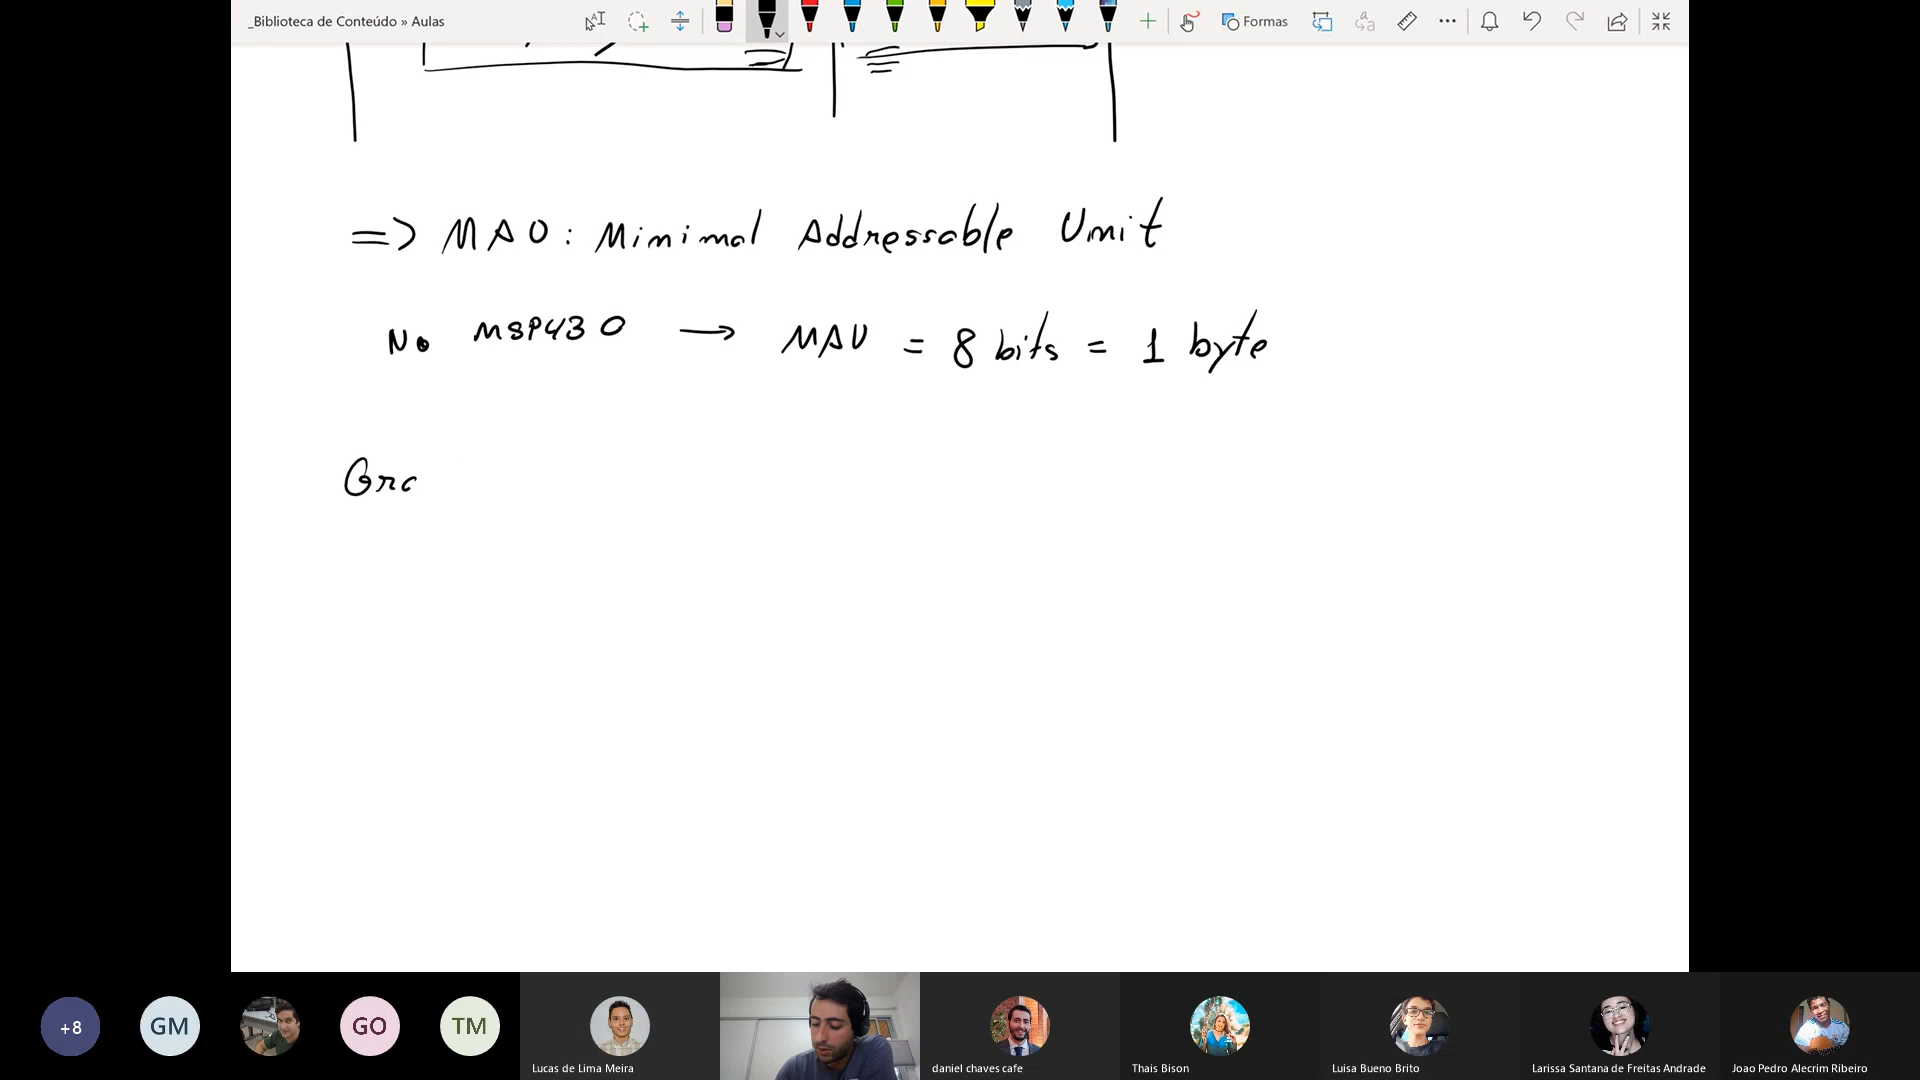 _Biblioteca de Conteúdo » Aulas
Formas
=> MAU: Minimal Addressable Unit
No MSP430 → MAU = 8 bits = 1 byte
Gra
+8
GM
GO
TM
Lucas de Lima Meira
daniel chaves cafe
Thais Bison
Luisa Bueno Brito
Larissa Santana de Freitas Andrade
Joao Pedro Alecrim Ribeiro